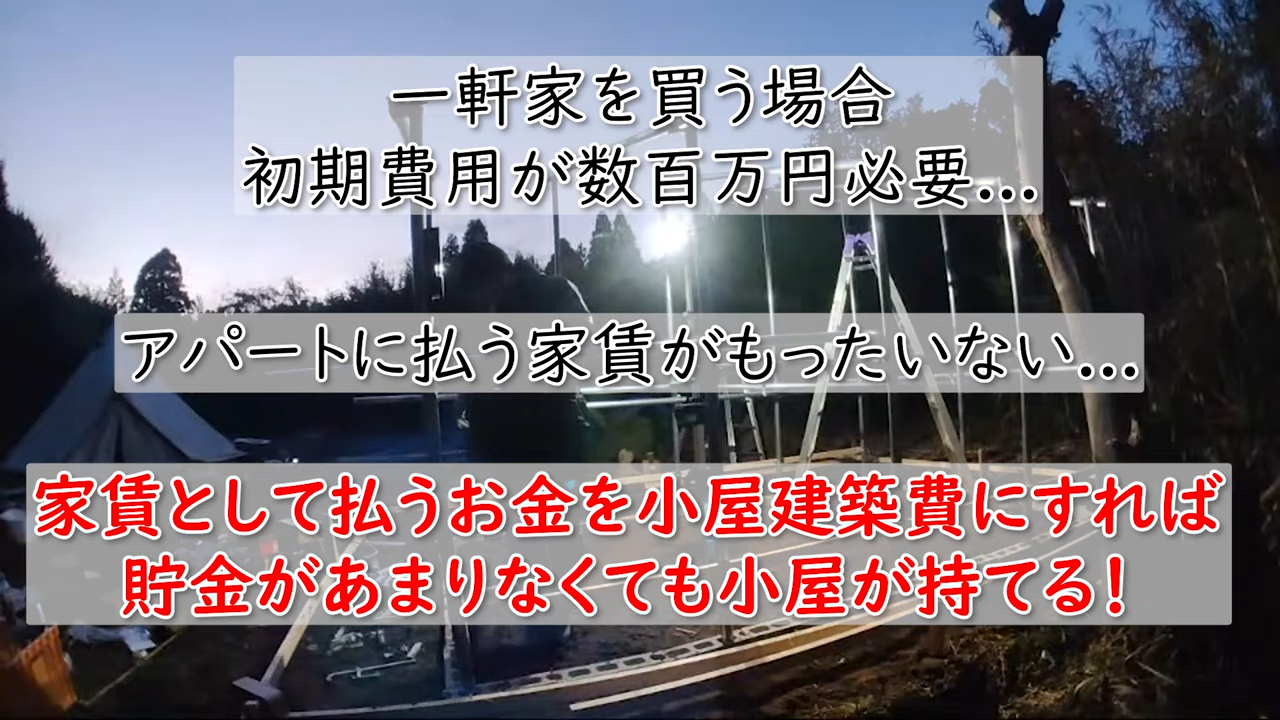 一軒家を買う場合
初期費用が数百万円必要...
アパートに払う家賃がもったいない...
家賃として払うお金を小屋建築費にすれば
貯金があまりなくても小屋が持てる!